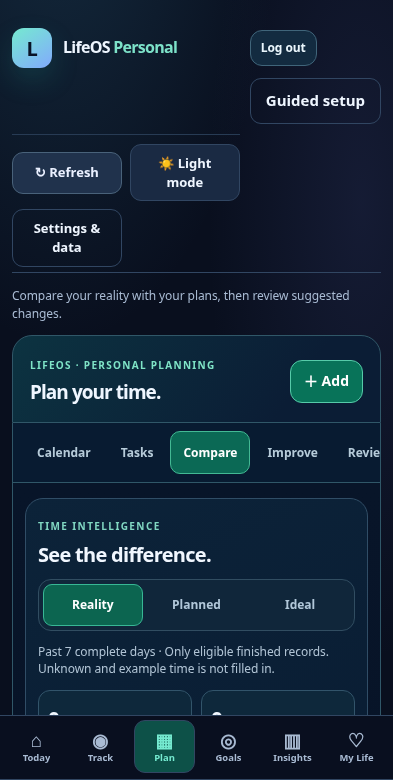 L LifeOS Personal
Log out
Guided setup
↻ Refresh
☀️ Light
mode
Settings &
data
Compare your reality with your plans, then review suggested
changes.
LIFEOS · PERSONAL PLANNING
Plan your time.
+ Add
Calendar Tasks Compare Improve Revie
TIME INTELLIGENCE
See the difference.
Reality Planned Ideal
Past 7 complete days · Only eligible finished records.
Unknown and example time is not filled in.
Today Track Plan Goals Insights My Life